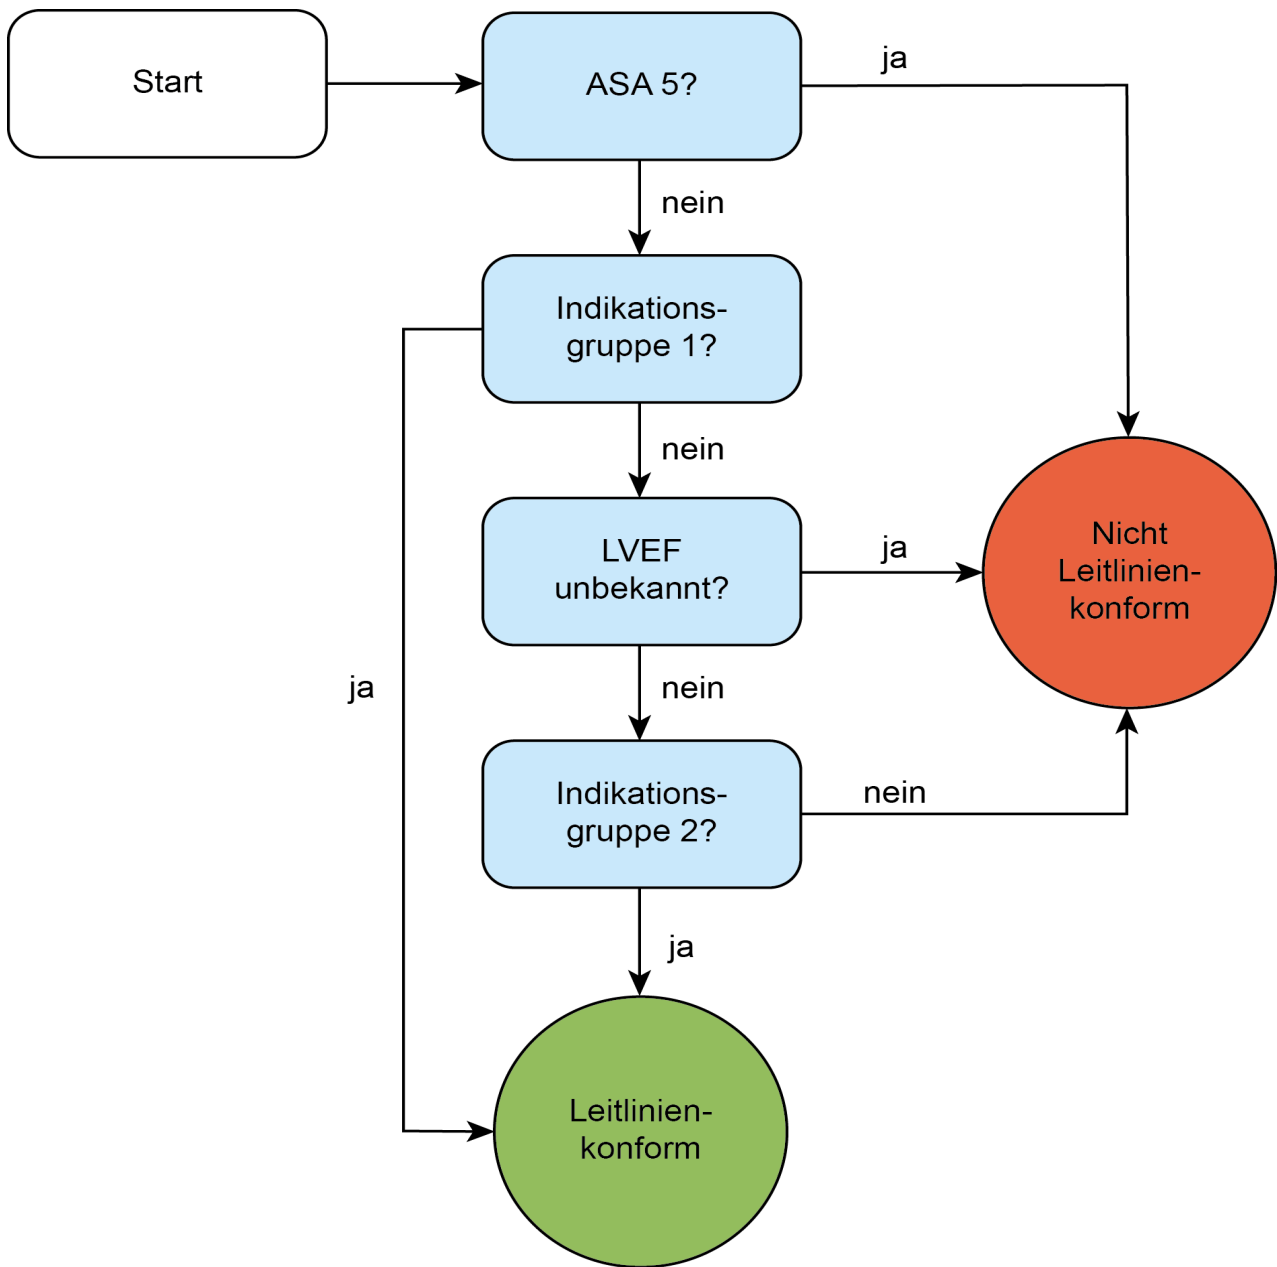 Start
ASA 5?
ja
nein
Indikations-
gruppe 1?
nein
LVEF
unbekannt?
ja
Nicht
Leitlinien-
konform
ja
nein
Indikations-
gruppe 2?
nein
ja
Leitlinien-
konform